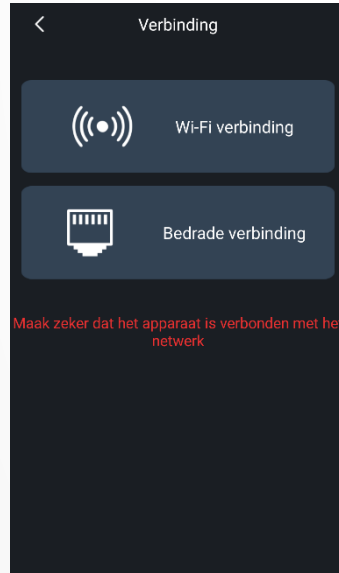 Verbinding
Wi-Fi verbinding
Bedrade verbinding
Maak zeker dat het apparaat is verbonden met he
netwerk